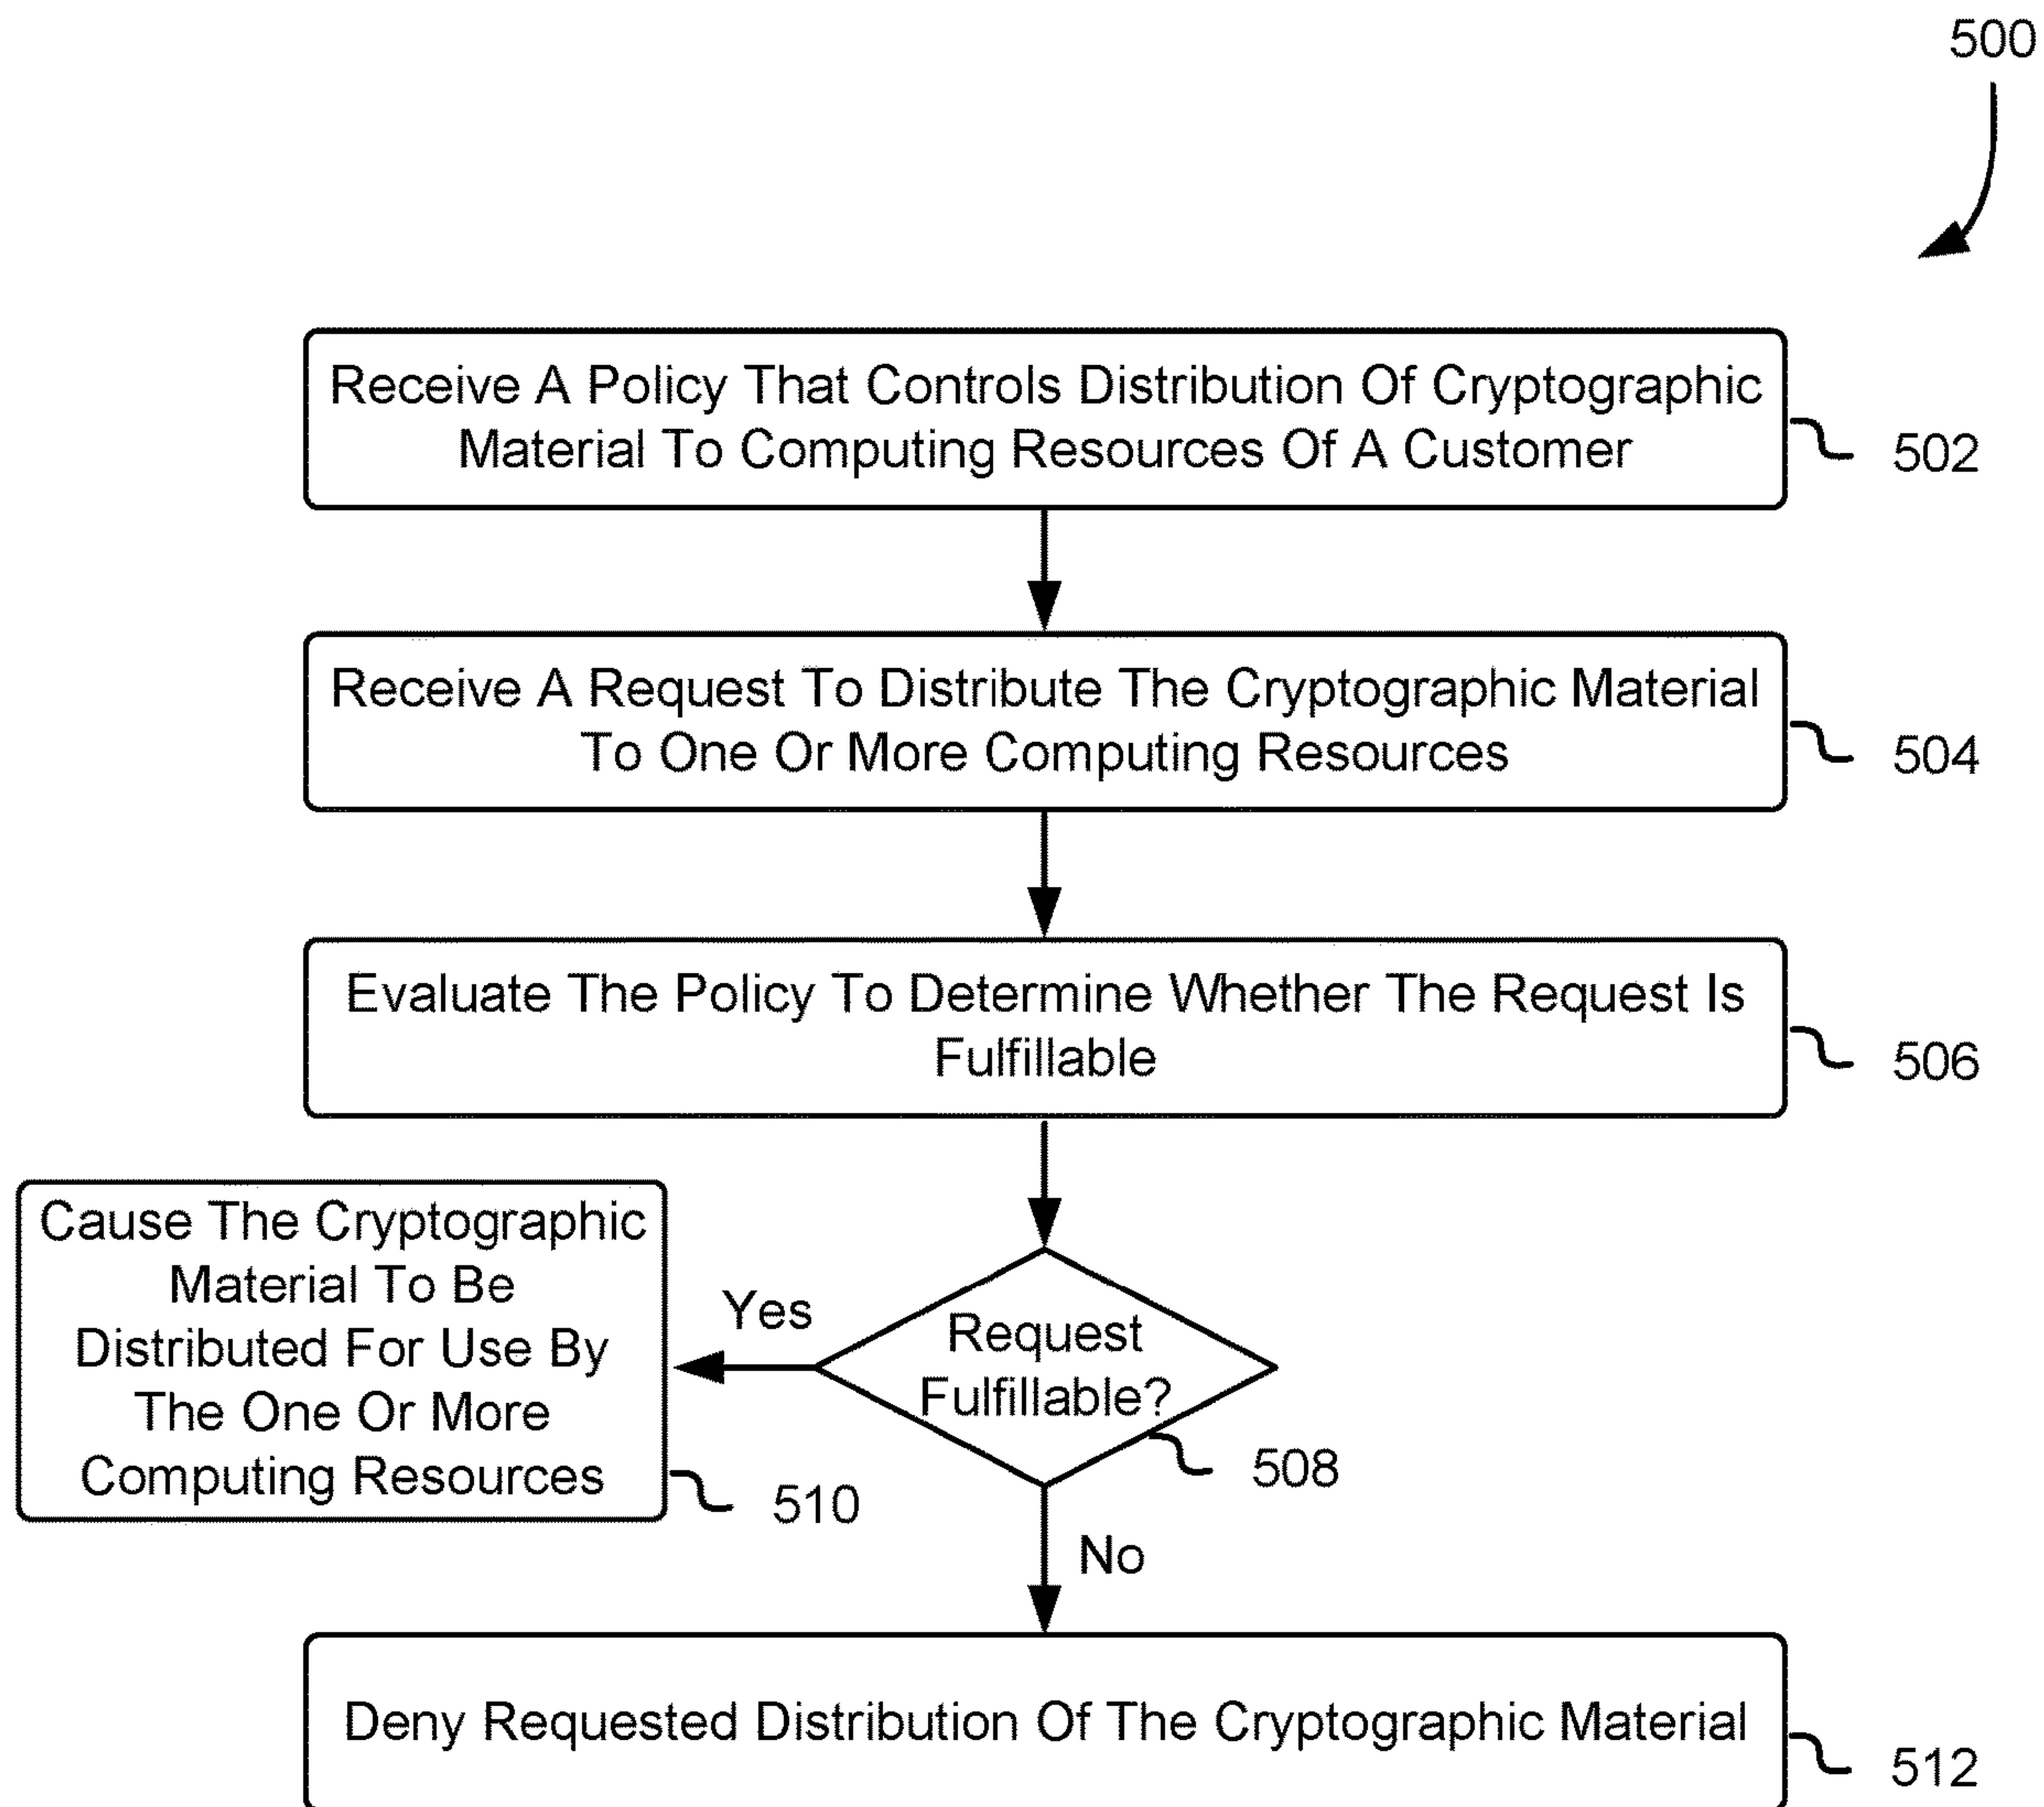 500
Receive A Policy That Controls Distribution Of Cryptographic
Material To Computing Resources Of A Customer
502
Receive A Request To Distribute The Cryptographic Material
To One Or More Computing Resources
504
Evaluate The Policy To Determine Whether The Request Is
Fulfillable
506
Cause The Cryptographic
Material To Be
Distributed For Use By
The One Or More
Computing Resources
510
Yes
Request
Fulfillable?
508
No
Deny Requested Distribution Of The Cryptographic Material
512